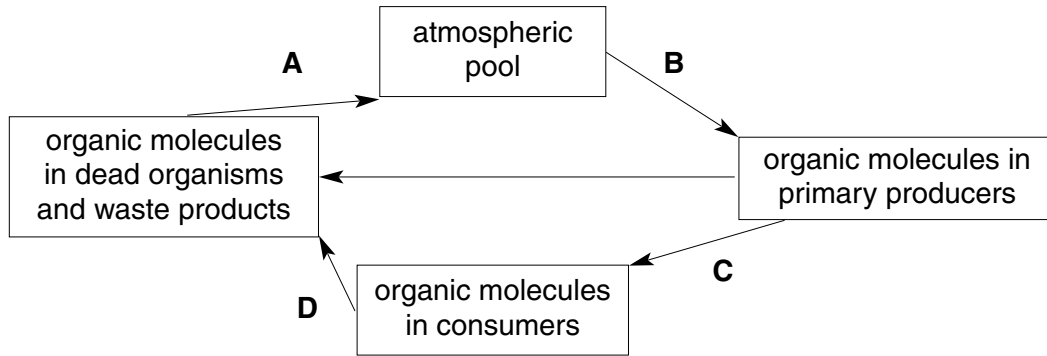 atmospheric
pool
A
B
organic molecules
in dead organisms
and waste products
organic molecules in
primary producers
C
organic molecules
in consumers
D